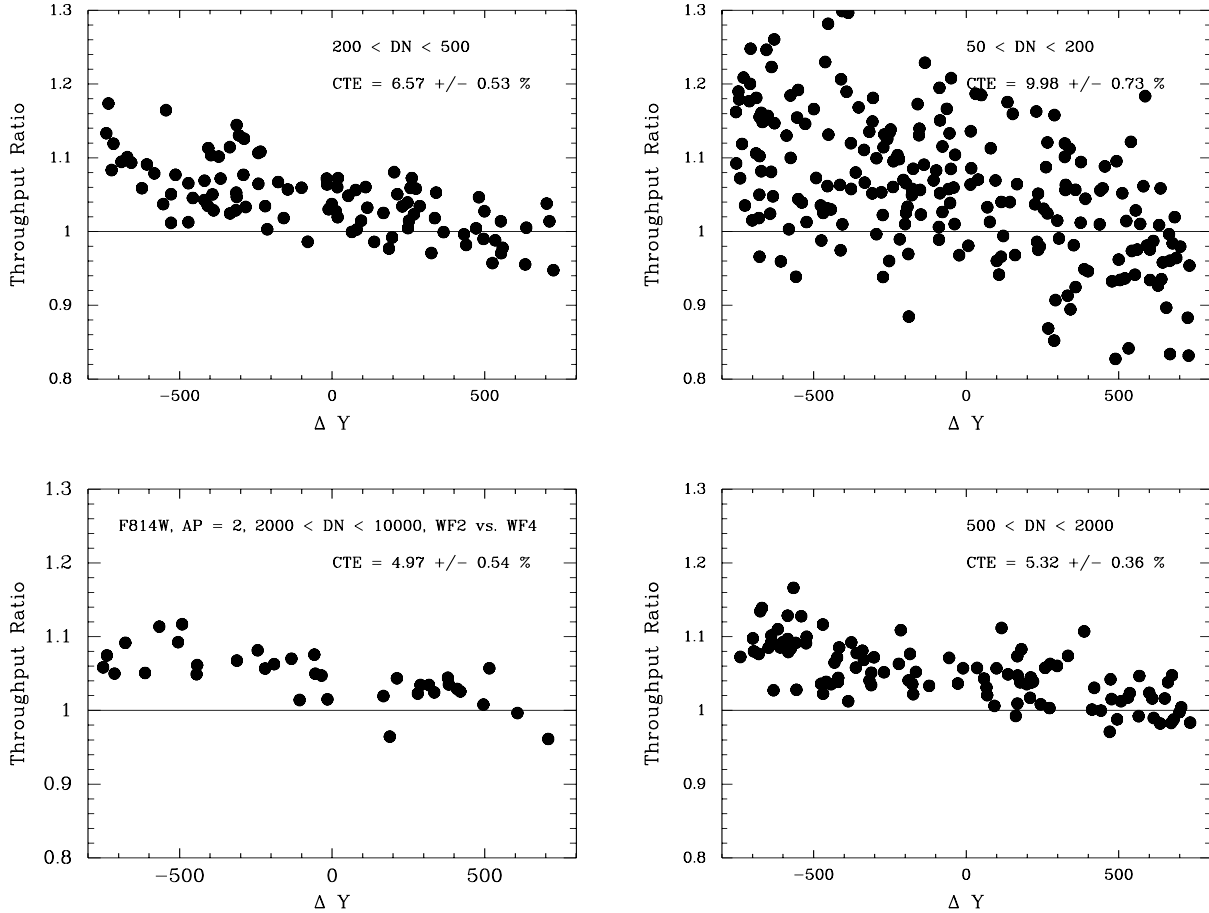 1.3
1.2
1.1
1
0.9
0.8
Throughput Ratio
200 < DN < 500
CTE = 6.57 +/− 0.53 %
−500
0
500
Δ Y
1.3
1.2
1.1
1
0.9
0.8
Throughput Ratio
50 < DN < 200
CTE = 9.98 +/− 0.73 %
−500
0
500
Δ Y
1.3
1.2
1.1
1
0.9
0.8
Throughput Ratio
F814W, AP = 2, 2000 < DN < 10000, WF2 vs. WF4
CTE = 4.97 +/− 0.54 %
−500
0
500
Δ Y
1.3
1.2
1.1
1
0.9
0.8
Throughput Ratio
500 < DN < 2000
CTE = 5.32 +/− 0.36 %
−500
0
500
Δ Y